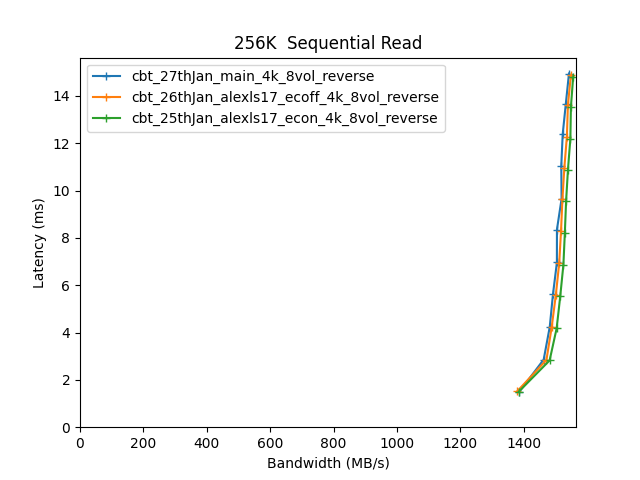 256K  Sequential Read
cbt_27thJan_main_4k_8vol_reverse
cbt_26thJan_alexls17_ecoff_4k_8vol_reverse
cbt_25thJan_alexls17_econ_4k_8vol_reverse
Latency (ms)
14
12
10
8
6
4
2
0
0 200 400 600 800 1000 1200 1400
Bandwidth (MB/s)